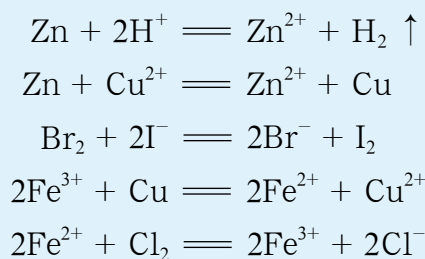 Zn + 2H⁺ ══ Zn²⁺ + H₂ ↑
Zn + Cu²⁺ ══ Zn²⁺ + Cu
Br₂ + 2I⁻ ══ 2Br⁻ + I₂
2Fe³⁺ + Cu ══ 2Fe²⁺ + Cu²⁺
2Fe²⁺ + Cl₂ ══ 2Fe³⁺ + 2Cl⁻